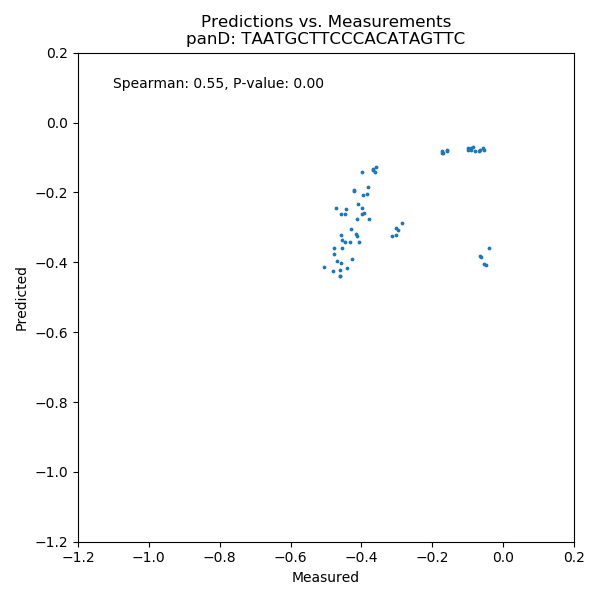 Predictions vs. Measurements
panD: TAATGCTTCCCACATAGTTC
Spearman: 0.55, P-value: 0.00
0.2
0.0
−0.2
−0.4
−0.6
−0.8
−1.0
−1.2
Predicted
−1.2 −1.0 −0.8 −0.6 −0.4 −0.2 0.0 0.2
Measured